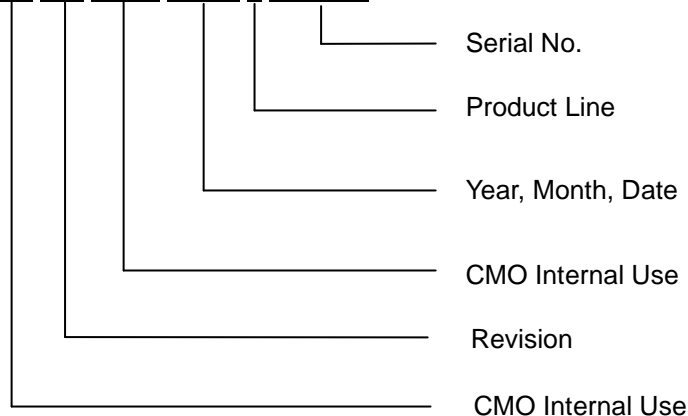 Serial No.
Product Line
Year, Month, Date
CMO Internal Use
Revision
CMO Internal Use